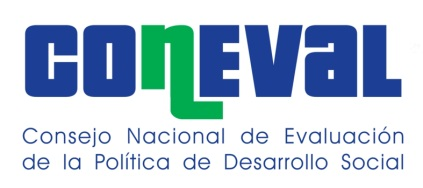 CONEVAL
Consejo Nacional de Evaluación
de la Política de Desarrollo Social